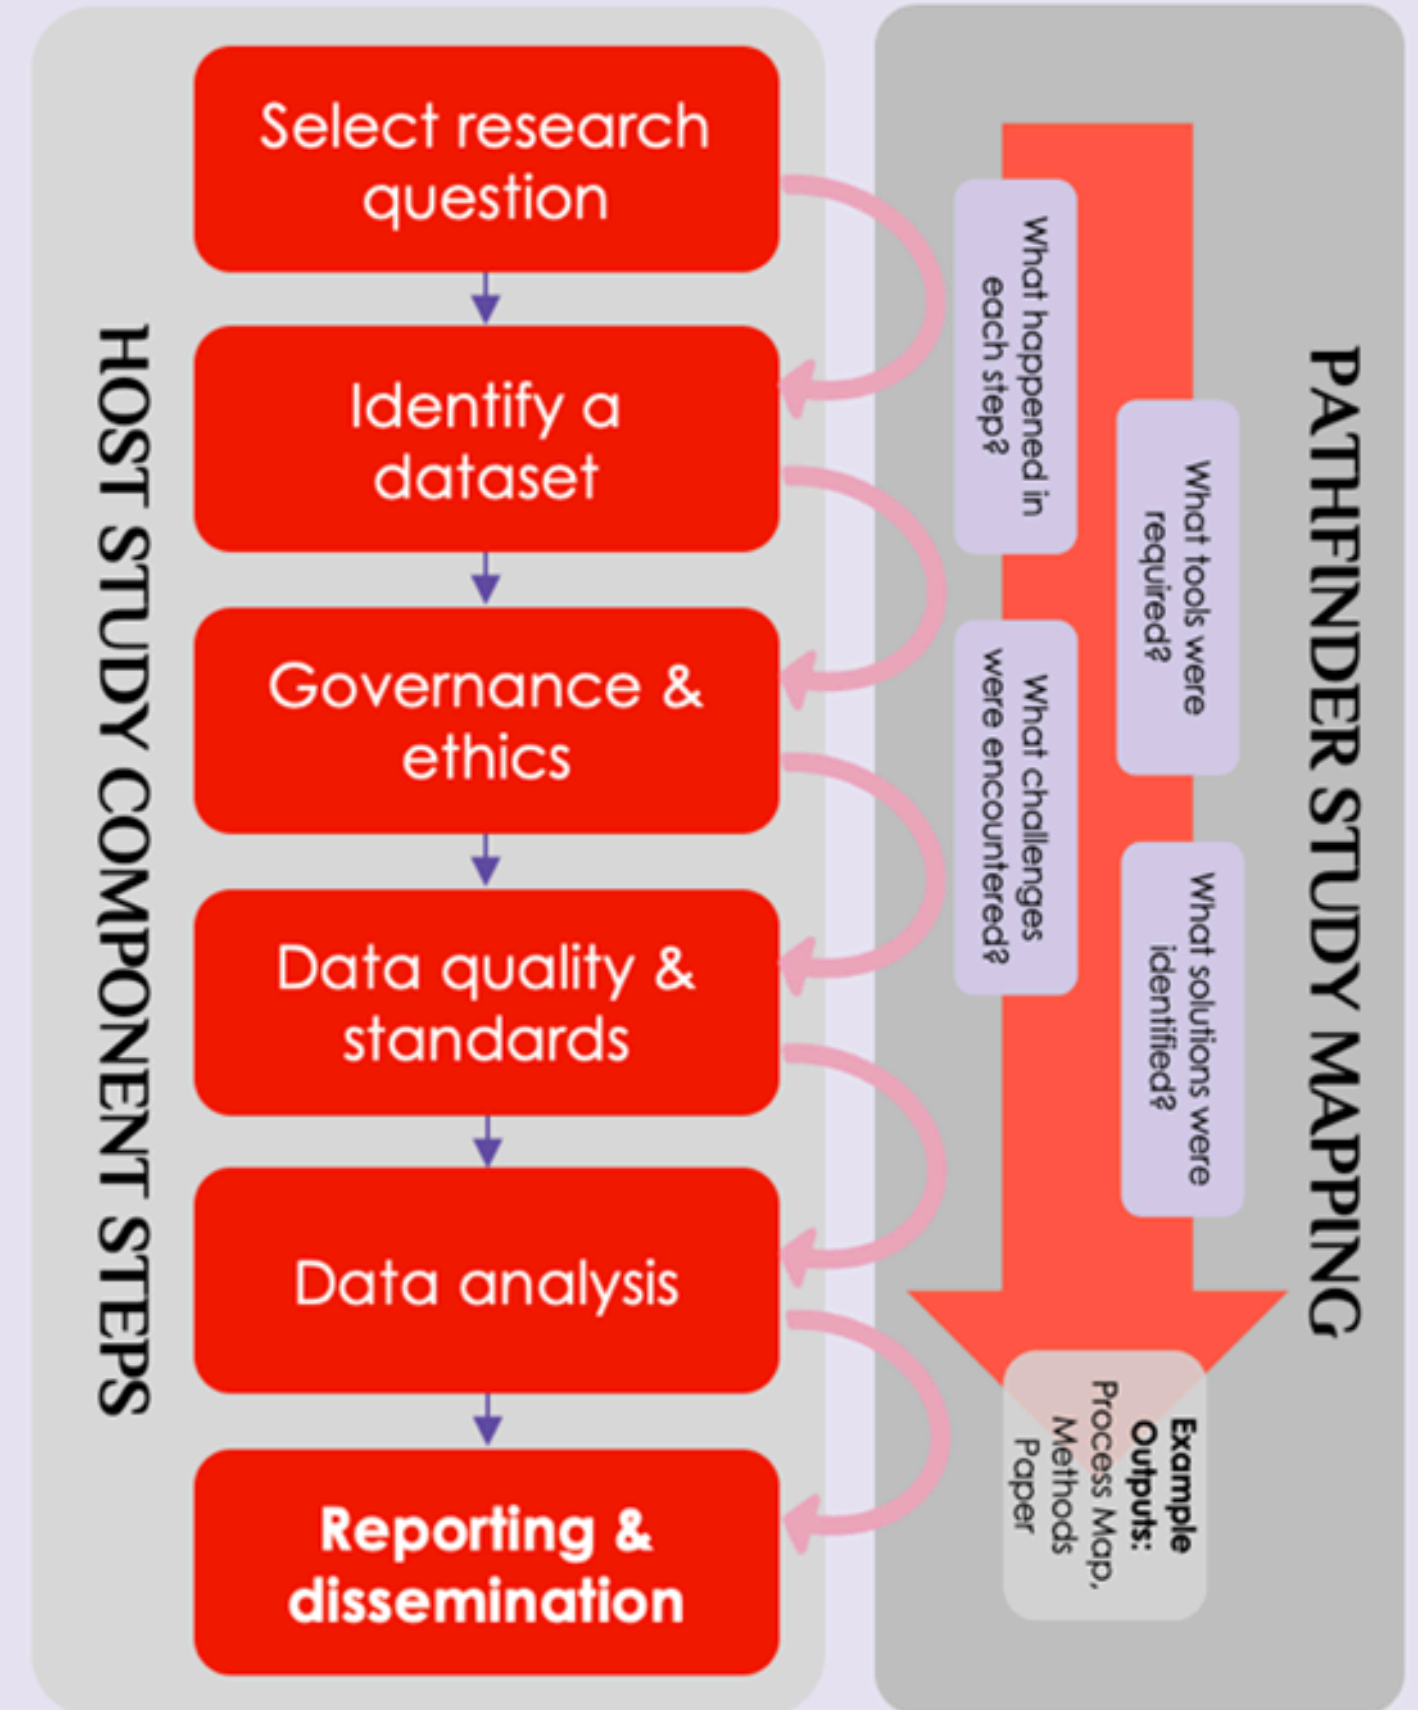 HOST STUDY COMPONENT STEPS
Select research
question
Identify a
dataset
Governance &
ethics
Data quality &
standards
Data analysis
Reporting &
dissemination
PATHFINDER STUDY MAPPING
What happened in
each step?
What tools were
required?
What challenges
were encountered?
What solutions were
identified?
Example
Outputs:
Process Map,
Methods
Paper